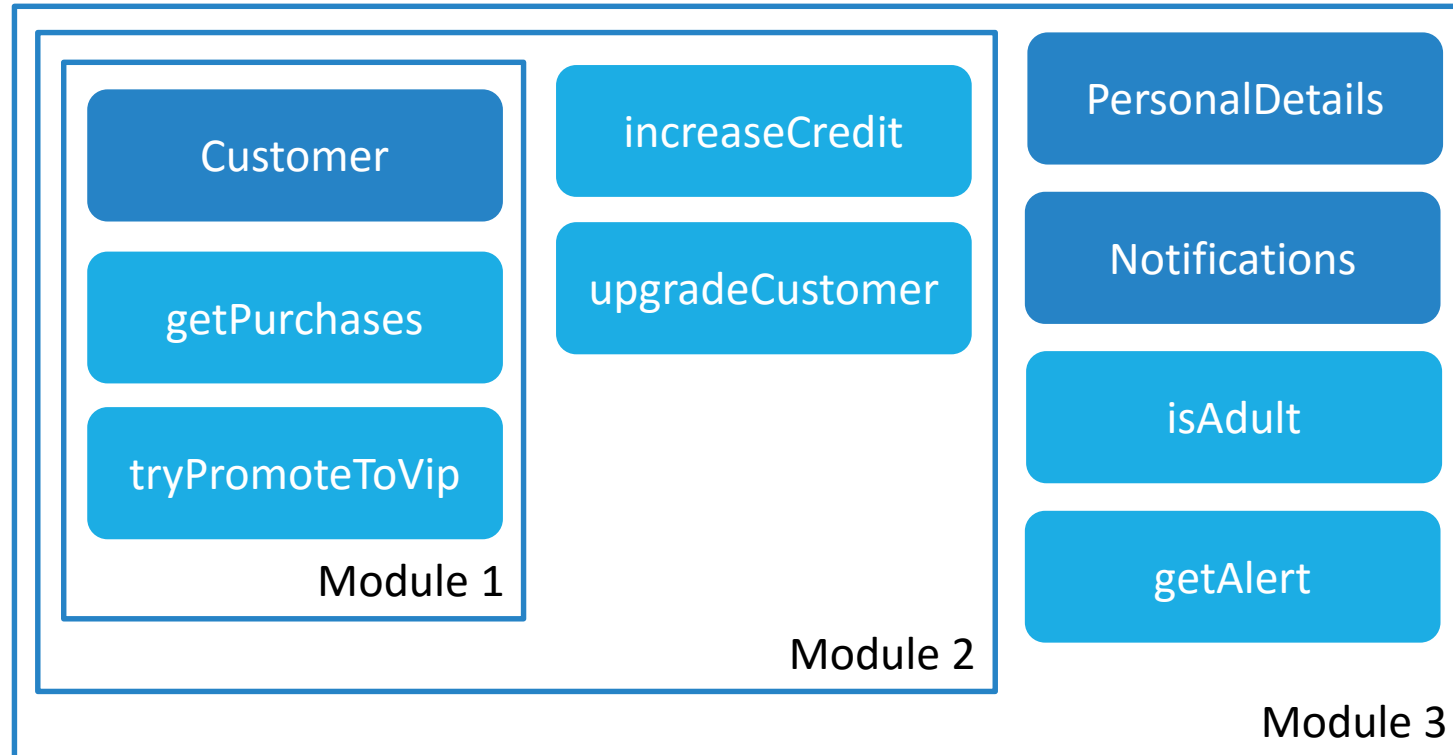 Customer
getPurchases
tryPromoteToVip
Module 1
increaseCredit
upgradeCustomer
Module 2
PersonalDetails
Notifications
isAdult
getAlert
Module 3